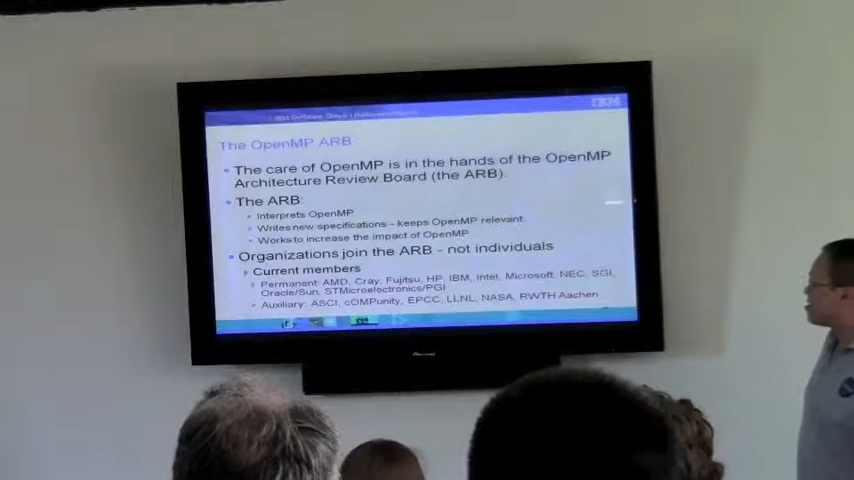 IBM
The OpenMP ARB
The care of OpenMP is in the hands of the OpenMP
Architecture Review Board (the ARB).
The ARB:
Interprets OpenMP
Writes new specifications - keeps OpenMP relevant.
Works to increase the impact of OpenMP
Organizations join the ARB - not individuals
Current members
Permanent: AMD, Cray, Fujitsu, HP, IBM, Intel, Microsoft, NEC, SGI,
Oracle/Sun, STMicroelectronics/PGI
Auxiliary: ASCI, cOMPunity, EPCC, LLNL, NASA, RWTH Aachen
Pioneer